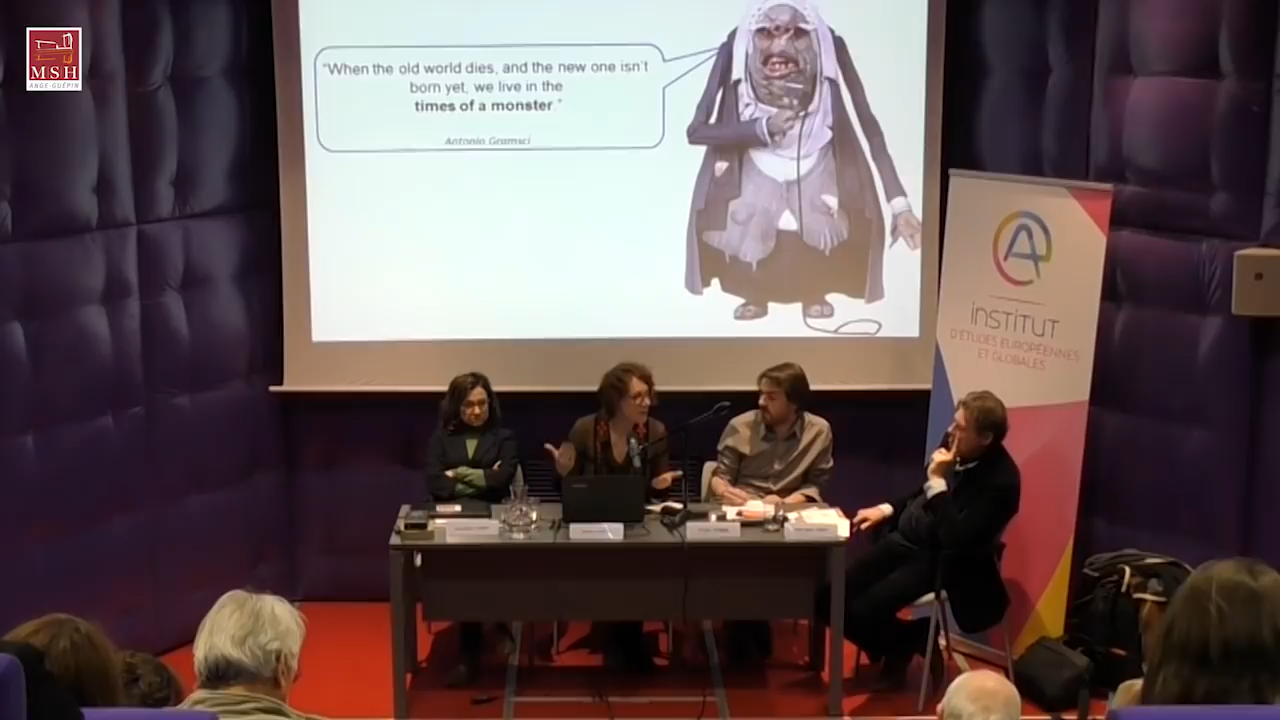 MSH
ANGE-GUÉPIN
"When the old world dies, and the new one isn't
born yet, we live in the
times of a monster."
Antonio Gramsci
iNSTiTUT
D'ÉTUDES EUROPÉENNES
ET GLOBALES